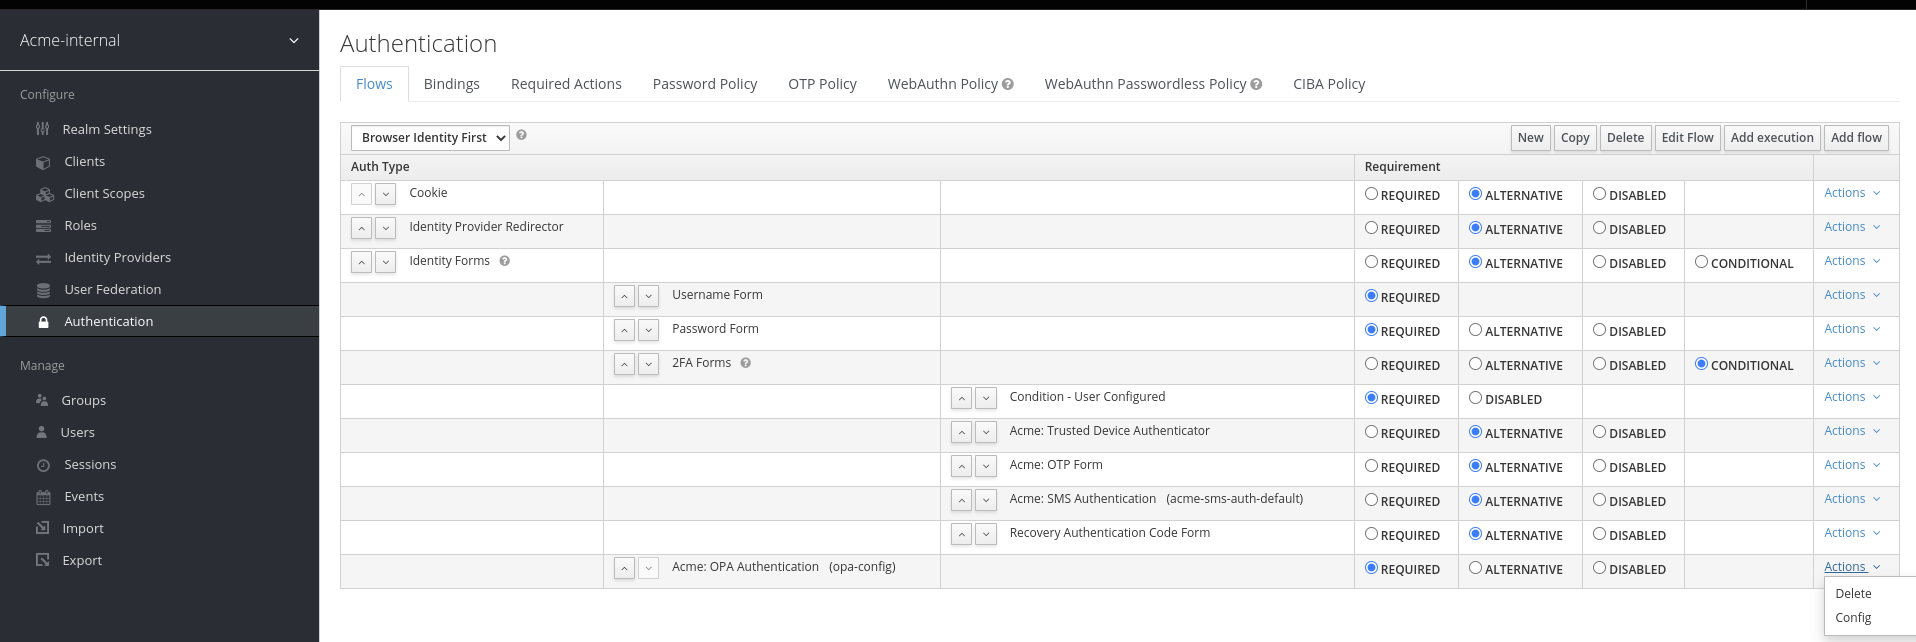 Acme-internal
Configure
Realm Settings
Clients
Client Scopes
Roles
Identity Providers
User Federation
Authentication
Manage
Groups
Users
Sessions
Events
Import
Export
Authentication
Flows Bindings Required Actions Password Policy OTP Policy WebAuthn Policy ? WebAuthn Passwordless Policy ? CIBA Policy
Browser Identity First ? New Copy Delete Edit Flow Add execution Add flow
Auth Type Requirement
Cookie REQUIRED ALTERNATIVE DISABLED Actions
Identity Provider Redirector REQUIRED ALTERNATIVE DISABLED Actions
Identity Forms ? REQUIRED ALTERNATIVE DISABLED CONDITIONAL Actions
Username Form REQUIRED Actions
Password Form REQUIRED ALTERNATIVE DISABLED Actions
2FA Forms ? REQUIRED ALTERNATIVE DISABLED CONDITIONAL Actions
Condition - User Configured REQUIRED DISABLED Actions
Acme: Trusted Device Authenticator REQUIRED ALTERNATIVE DISABLED Actions
Acme: OTP Form REQUIRED ALTERNATIVE DISABLED Actions
Acme: SMS Authentication (acme-sms-auth-default) REQUIRED ALTERNATIVE DISABLED Actions
Recovery Authentication Code Form REQUIRED ALTERNATIVE DISABLED Actions
Acme: OPA Authentication (opa-config) REQUIRED ALTERNATIVE DISABLED Actions
Delete
Config